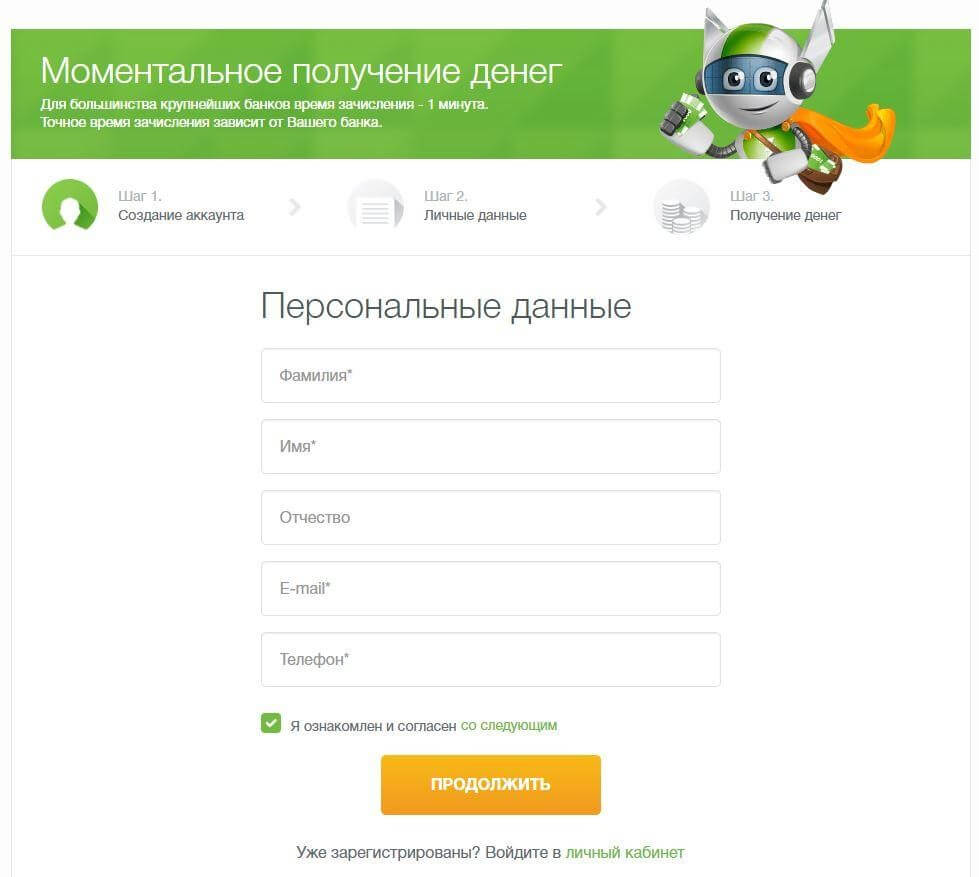 Моментальное получение денег
Для большинства крупнейших банков время зачисления - 1 минута.
Точное время зачисления зависит от Вашего банка.
Шаг 1.
Создание аккаунта
Шаг 2.
Личные данные
Шаг 3.
Получение денег
Персональные данные
Фамилия*
Имя*
Отчество
E-mail*
Телефон*
Я ознакомлен и согласен со следующим
ПРОДОЛЖИТЬ
Уже зарегистрированы? Войдите в личный кабинет